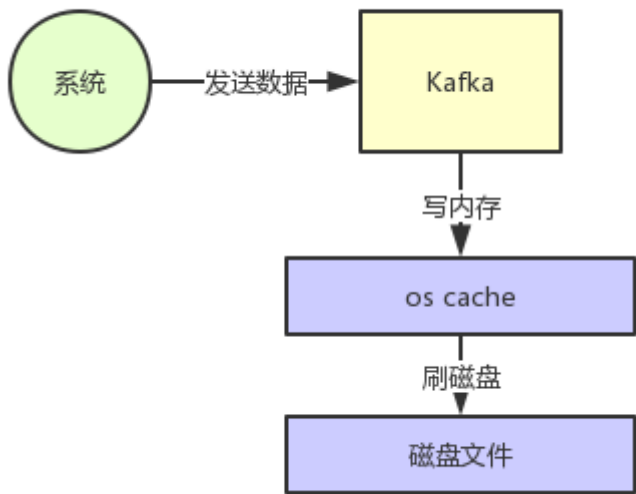 系统
发送数据
Kafka
写内存
os cache
刷磁盘
磁盘文件